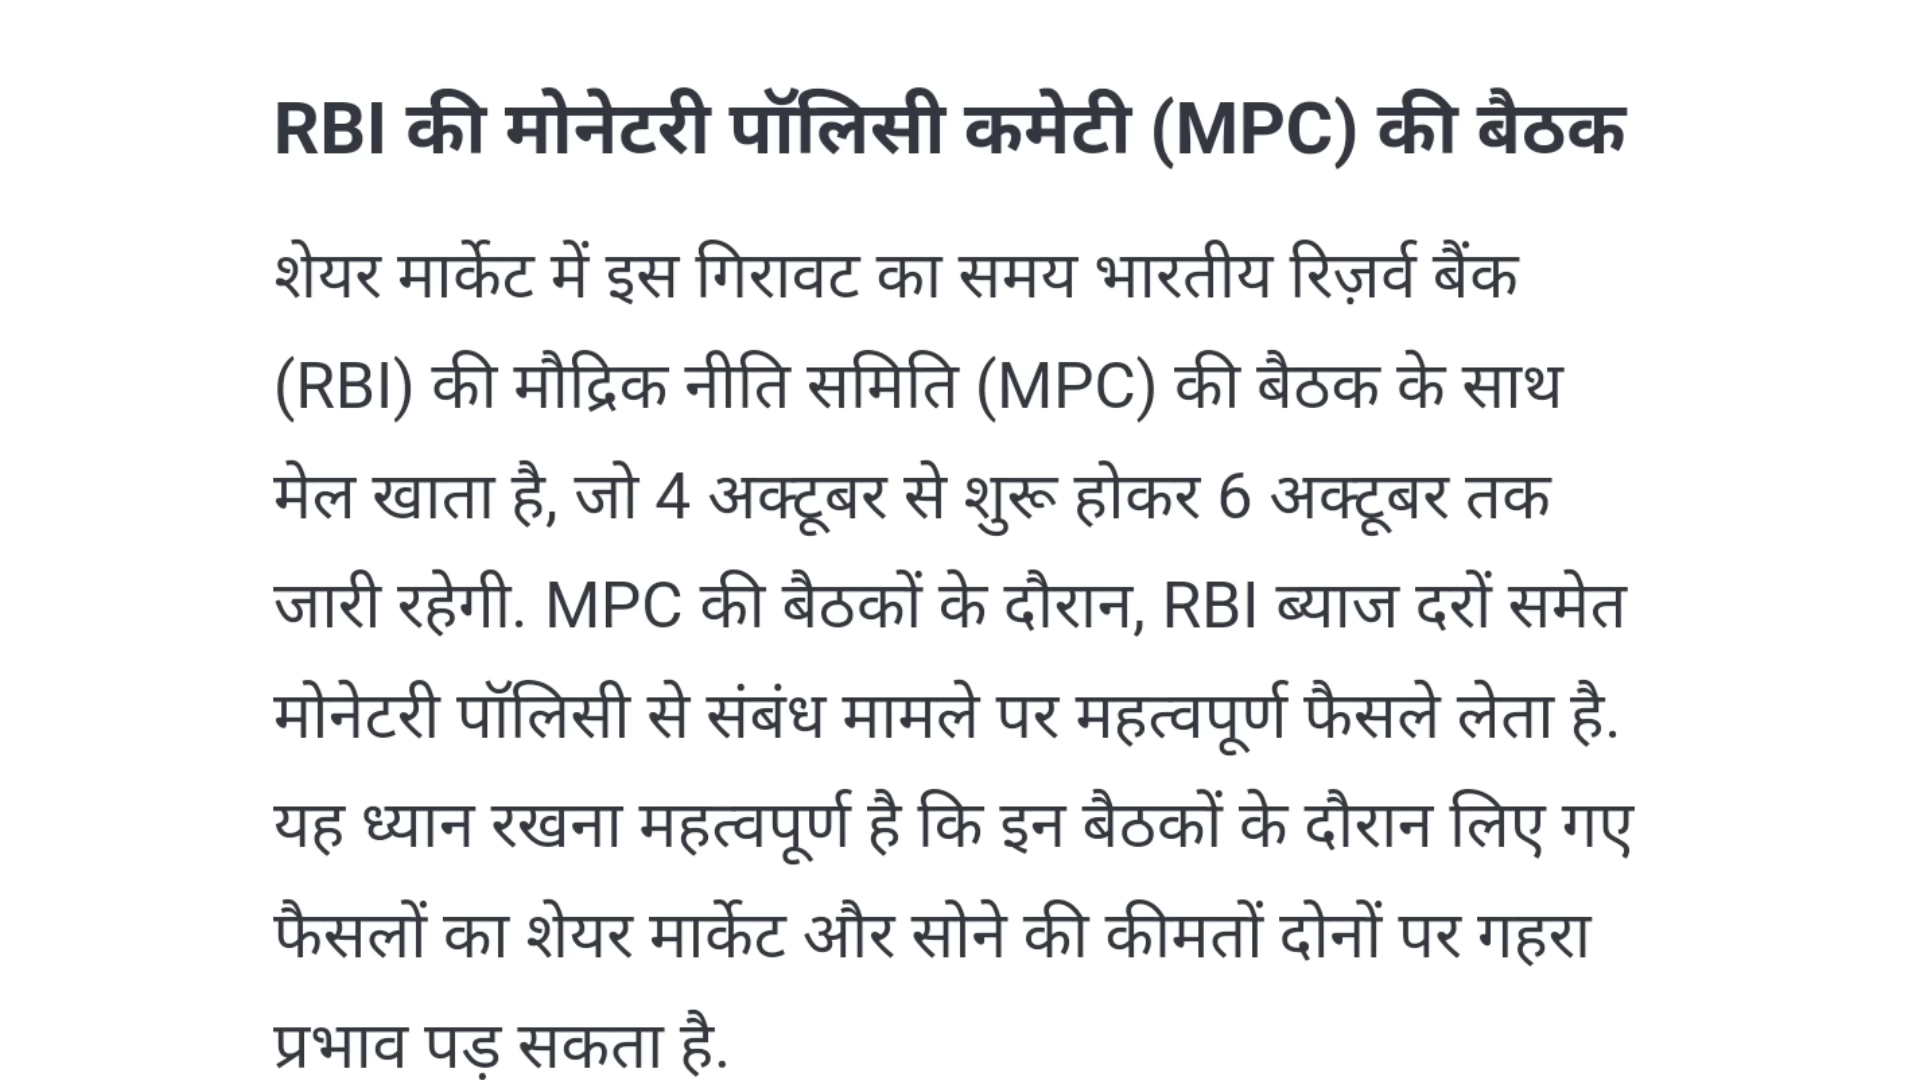 RBI की मोनेटरी पॉलिसी कमेटी (MPC) की बैठक
शेयर मार्केट में इस गिरावट का समय भारतीय रिज़र्व बैंक
(RBI) की मौद्रिक नीति समिति (MPC) की बैठक के साथ
मेल खाता है, जो 4 अक्टूबर से शुरू होकर 6 अक्टूबर तक
जारी रहेगी. MPC की बैठकों के दौरान, RBI ब्याज दरों समेत
मोनेटरी पॉलिसी से संबंध मामले पर महत्वपूर्ण फैसले लेता है.
यह ध्यान रखना महत्वपूर्ण है कि इन बैठकों के दौरान लिए गए
फैसलों का शेयर मार्केट और सोने की कीमतों दोनों पर गहरा
प्रभाव पड़ सकता है.